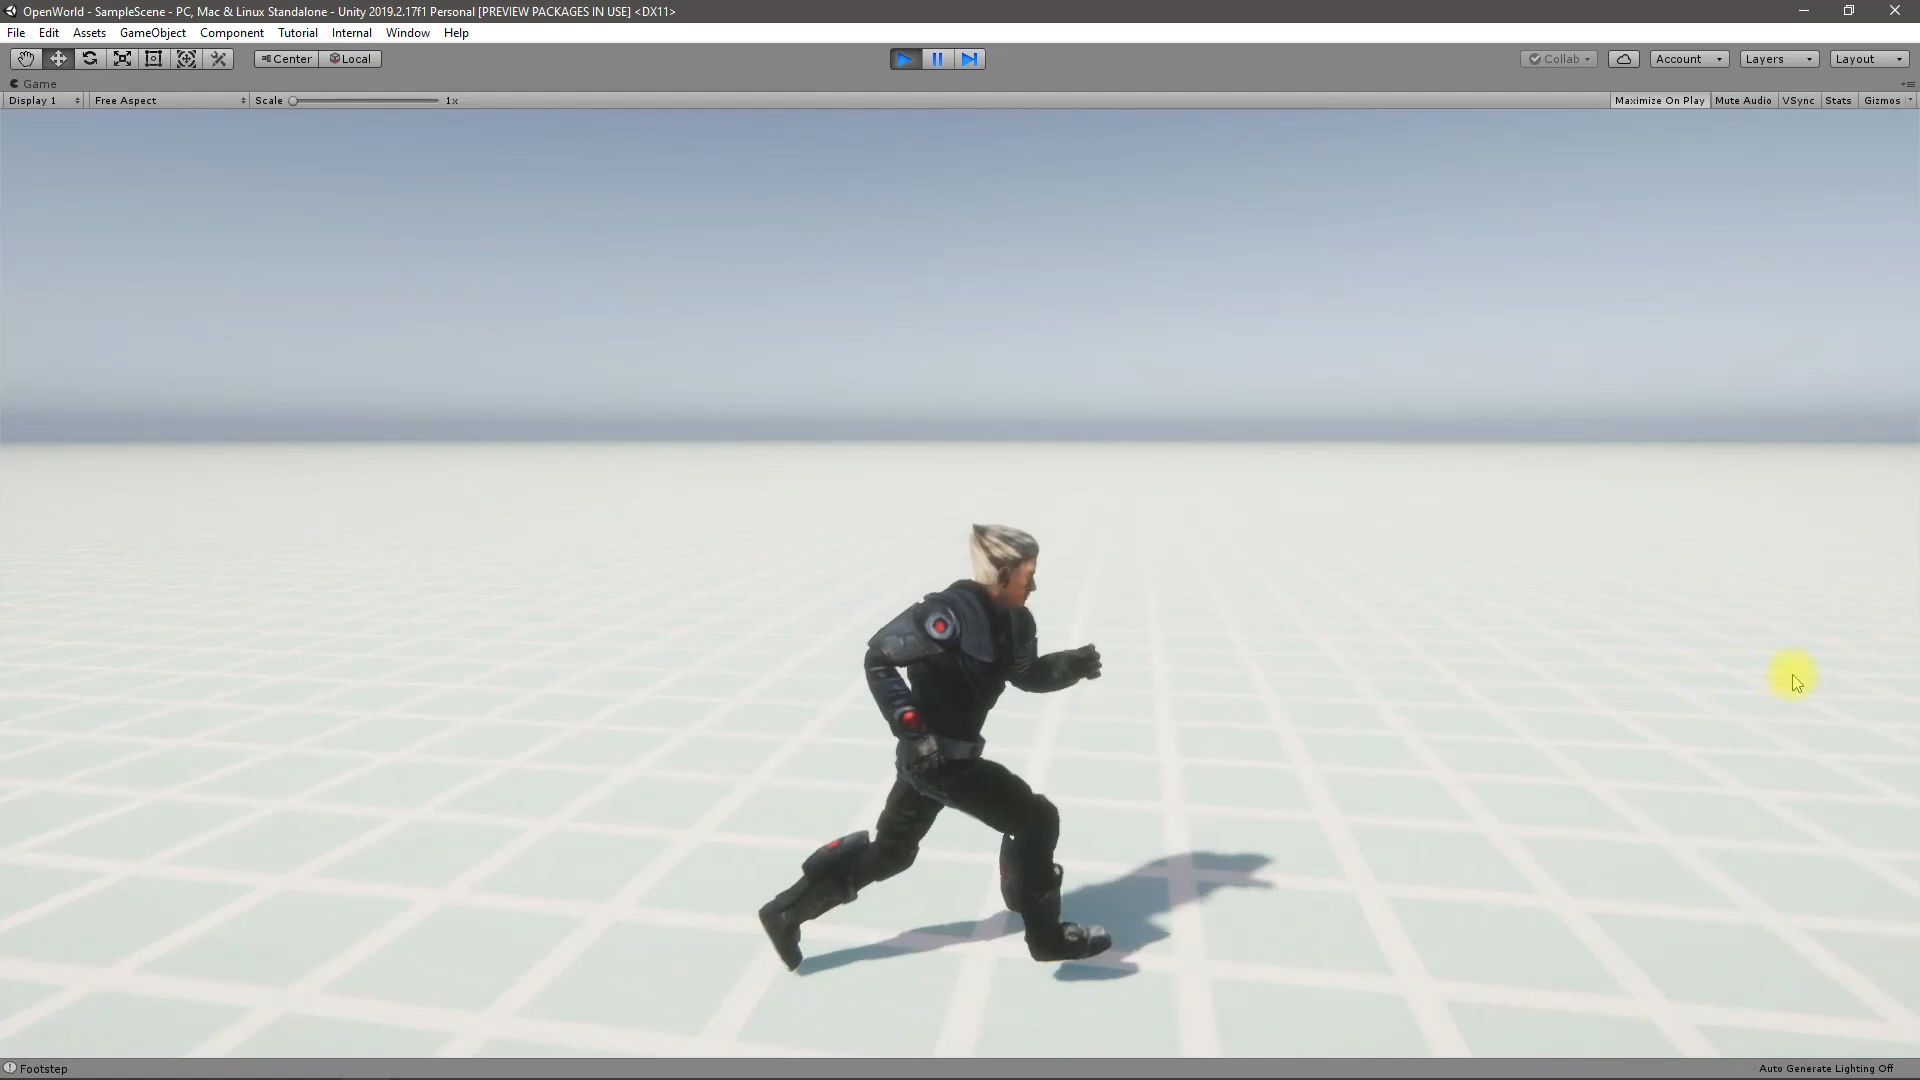 OpenWorld - SampleScene - PC, Mac & Linux Standalone - Unity 2019.2.17f1 Personal [PREVIEW PACKAGES IN USE] <DX11>
File Edit Assets GameObject Component Tutorial Internal Window Help
Center Local Collab Account Layers Layout
Game
Display 1 Free Aspect Scale 1x Maximize On Play Mute Audio VSync Stats Gizmos
Footstep Auto Generate Lighting Off